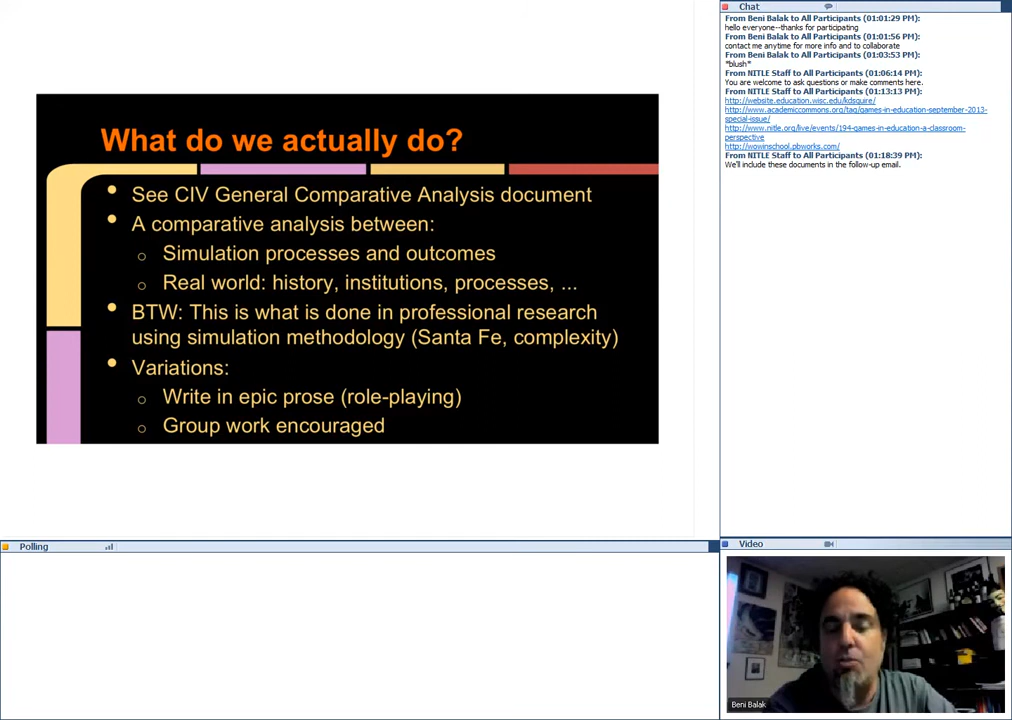 What do we actually do?
• See CIV General Comparative Analysis document
• A comparative analysis between:
o Simulation processes and outcomes
o Real world: history, institutions, processes, ...
• BTW: This is what is done in professional research
using simulation methodology (Santa Fe, complexity)
• Variations:
o Write in epic prose (role-playing)
o Group work encouraged
Chat
From Beni Balak to All Participants (01:01:29 PM):
hello everyone--thanks for participating
From Beni Balak to All Participants (01:01:56 PM):
contact me anytime for more info and to collaborate
From Beni Balak to All Participants (01:03:53 PM):
*blush*
From NITLE Staff to All Participants (01:06:14 PM):
You are welcome to ask questions or make comments here.
From NITLE Staff to All Participants (01:13:13 PM):
http://website.education.wisc.edu/kdsquire/
http://www.academiccommons.org/tag/games-in-education-september-2013-
special-issue/
http://www.nitle.org/live/events/194-games-in-education-a-classroom-
perspective
http://wowinschool.pbworks.com/
From NITLE Staff to All Participants (01:18:39 PM):
We'll include these documents in the follow-up email.
Polling
Video
Beni Balak